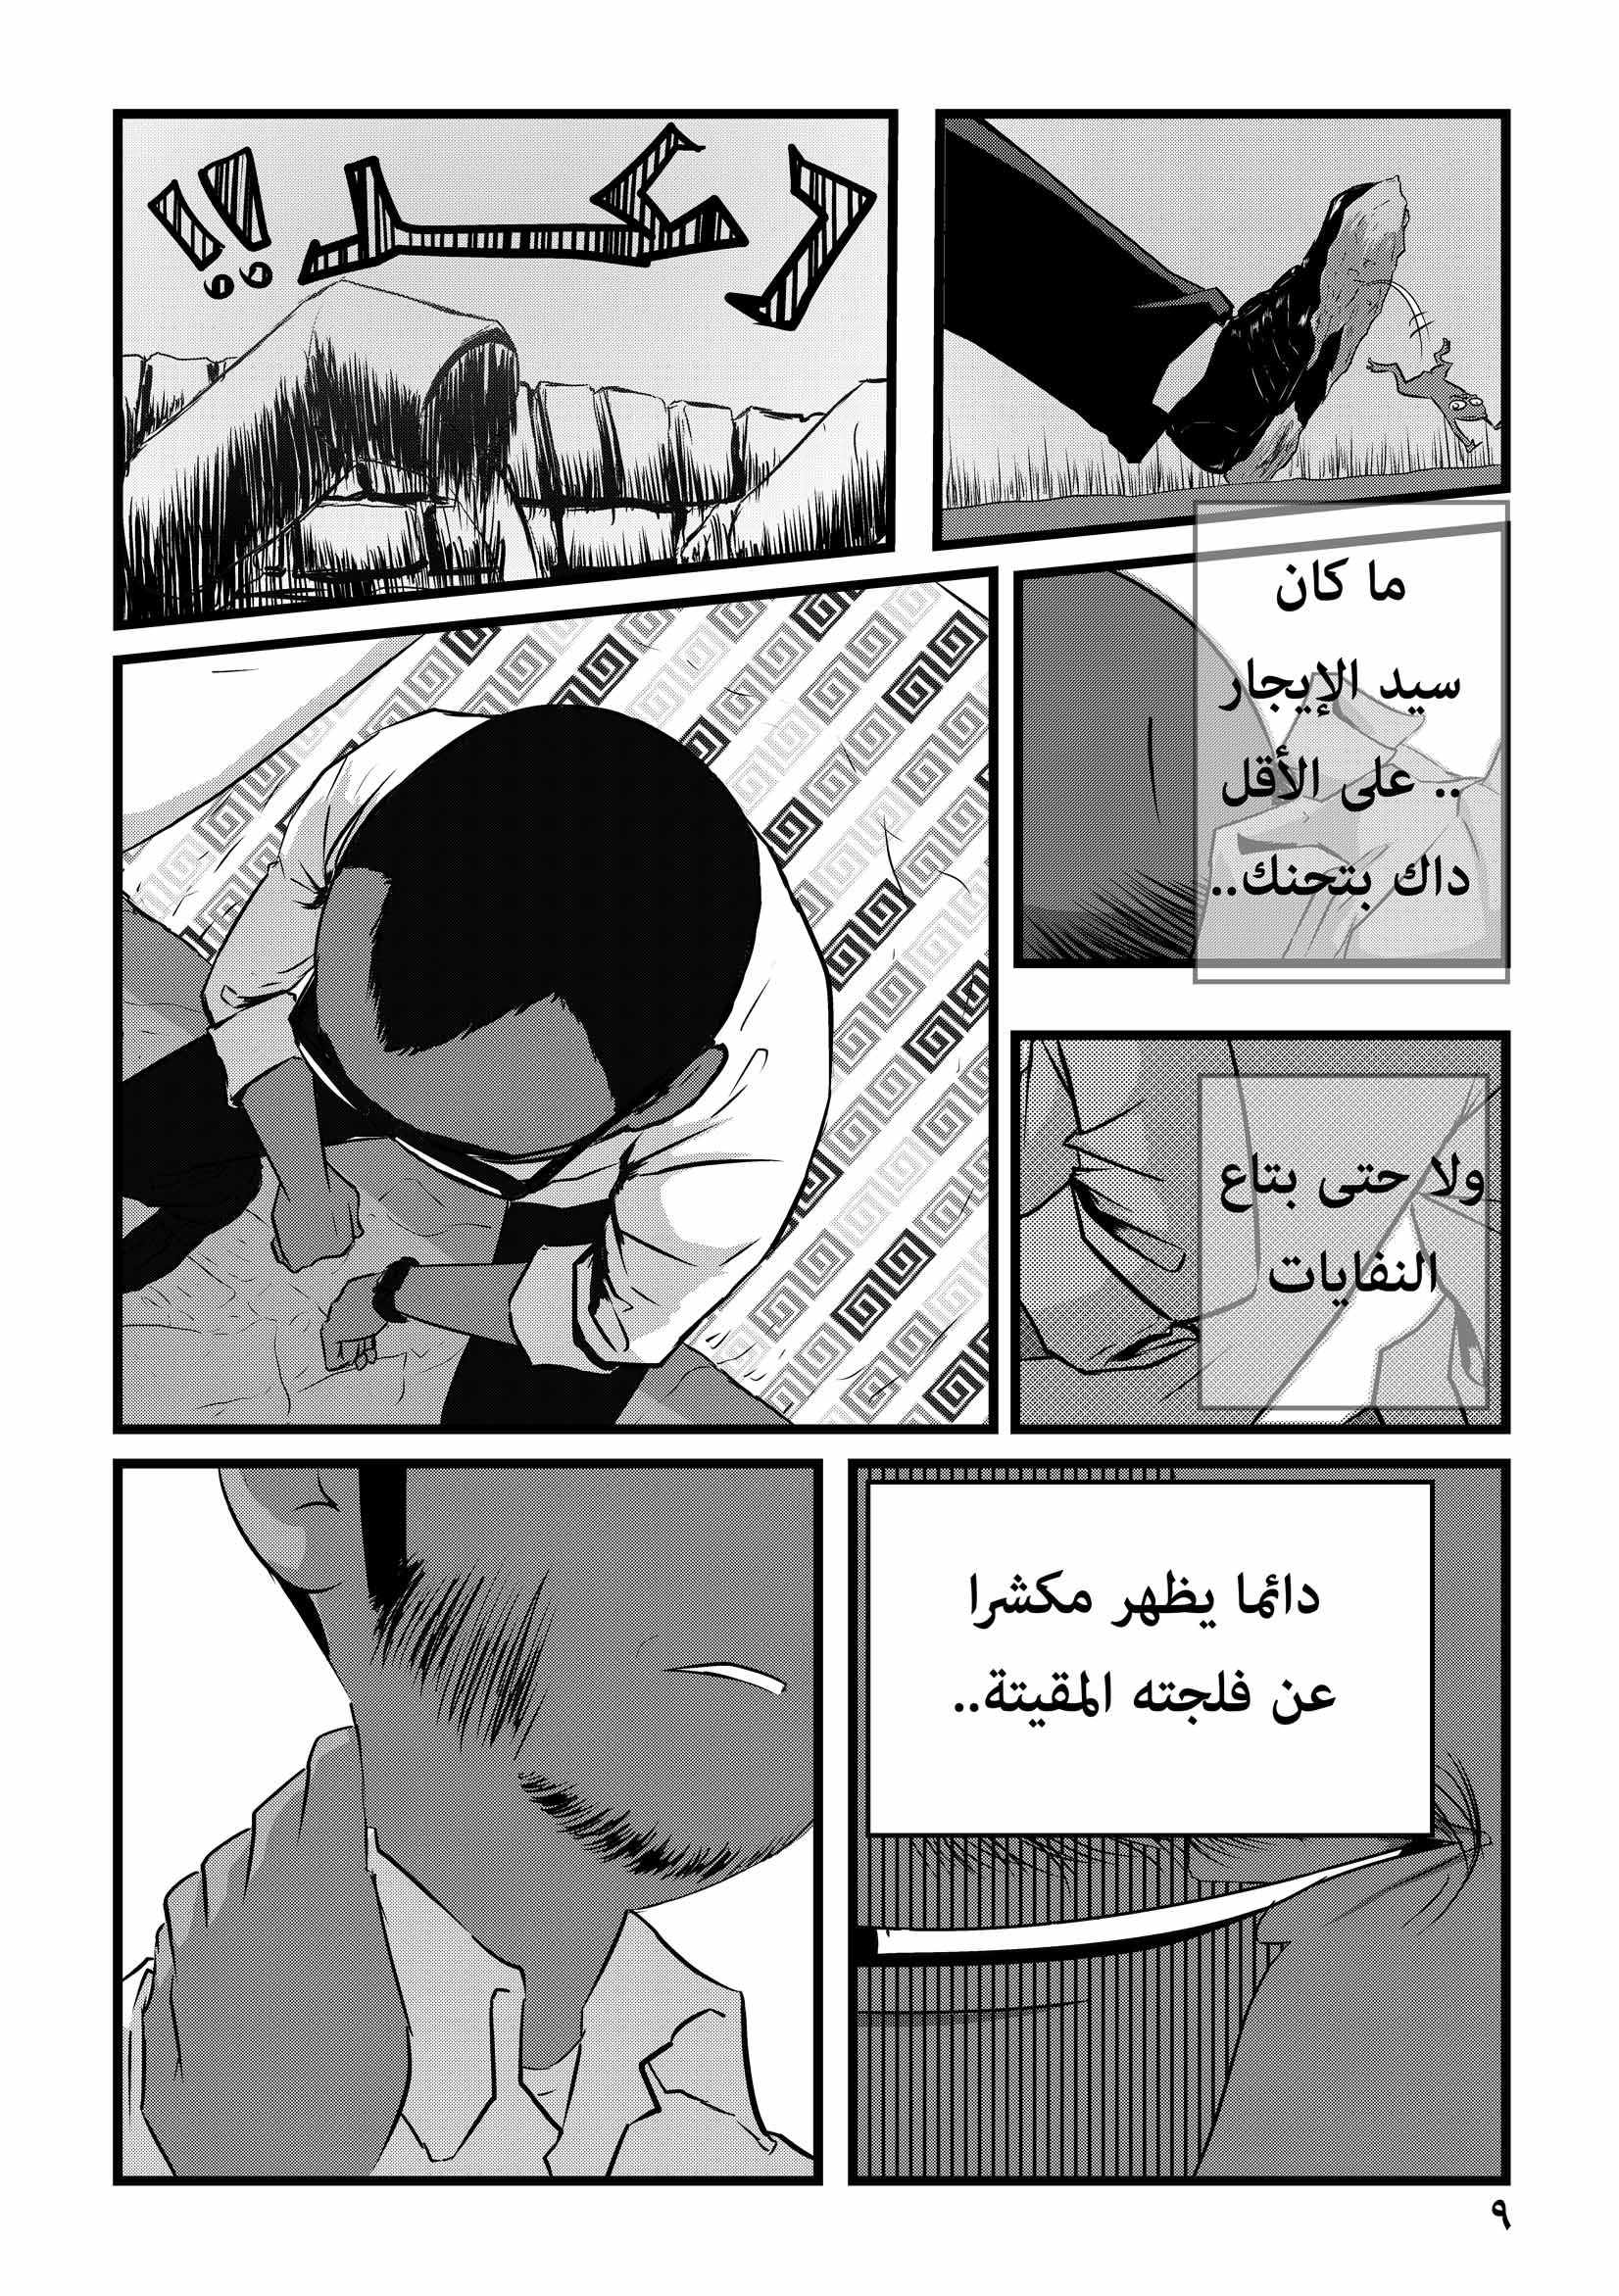 ما كان
سيد الإيجار
.. على الأقل
داك بتحنك..
ولا حتى بتاع
النفايات
دائما يظهر مكشرا
عن فلجته المقيتة..
٩